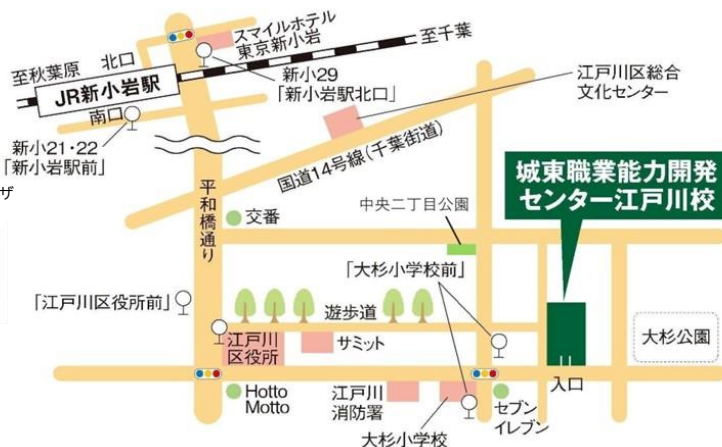 スマイルホテル
東京新小岩
至千葉
至秋葉原
北口
JR新小岩駅
新小29
「新小岩駅北口」
江戸川区総合
文化センター
南口
新小21・22
「新小岩駅前」
ザ
国道14号線(千葉街道)
城東職業能力開発
センター江戸川校
平和橋通り
交番
中央二丁目公園
「大杉小学校前」
「江戸川区役所前」
遊歩道
江戸川
区役所
サミット
大杉公園
入口
Hotto
Motto
江戸川
消防署
大杉小学校
セブン
イレブン